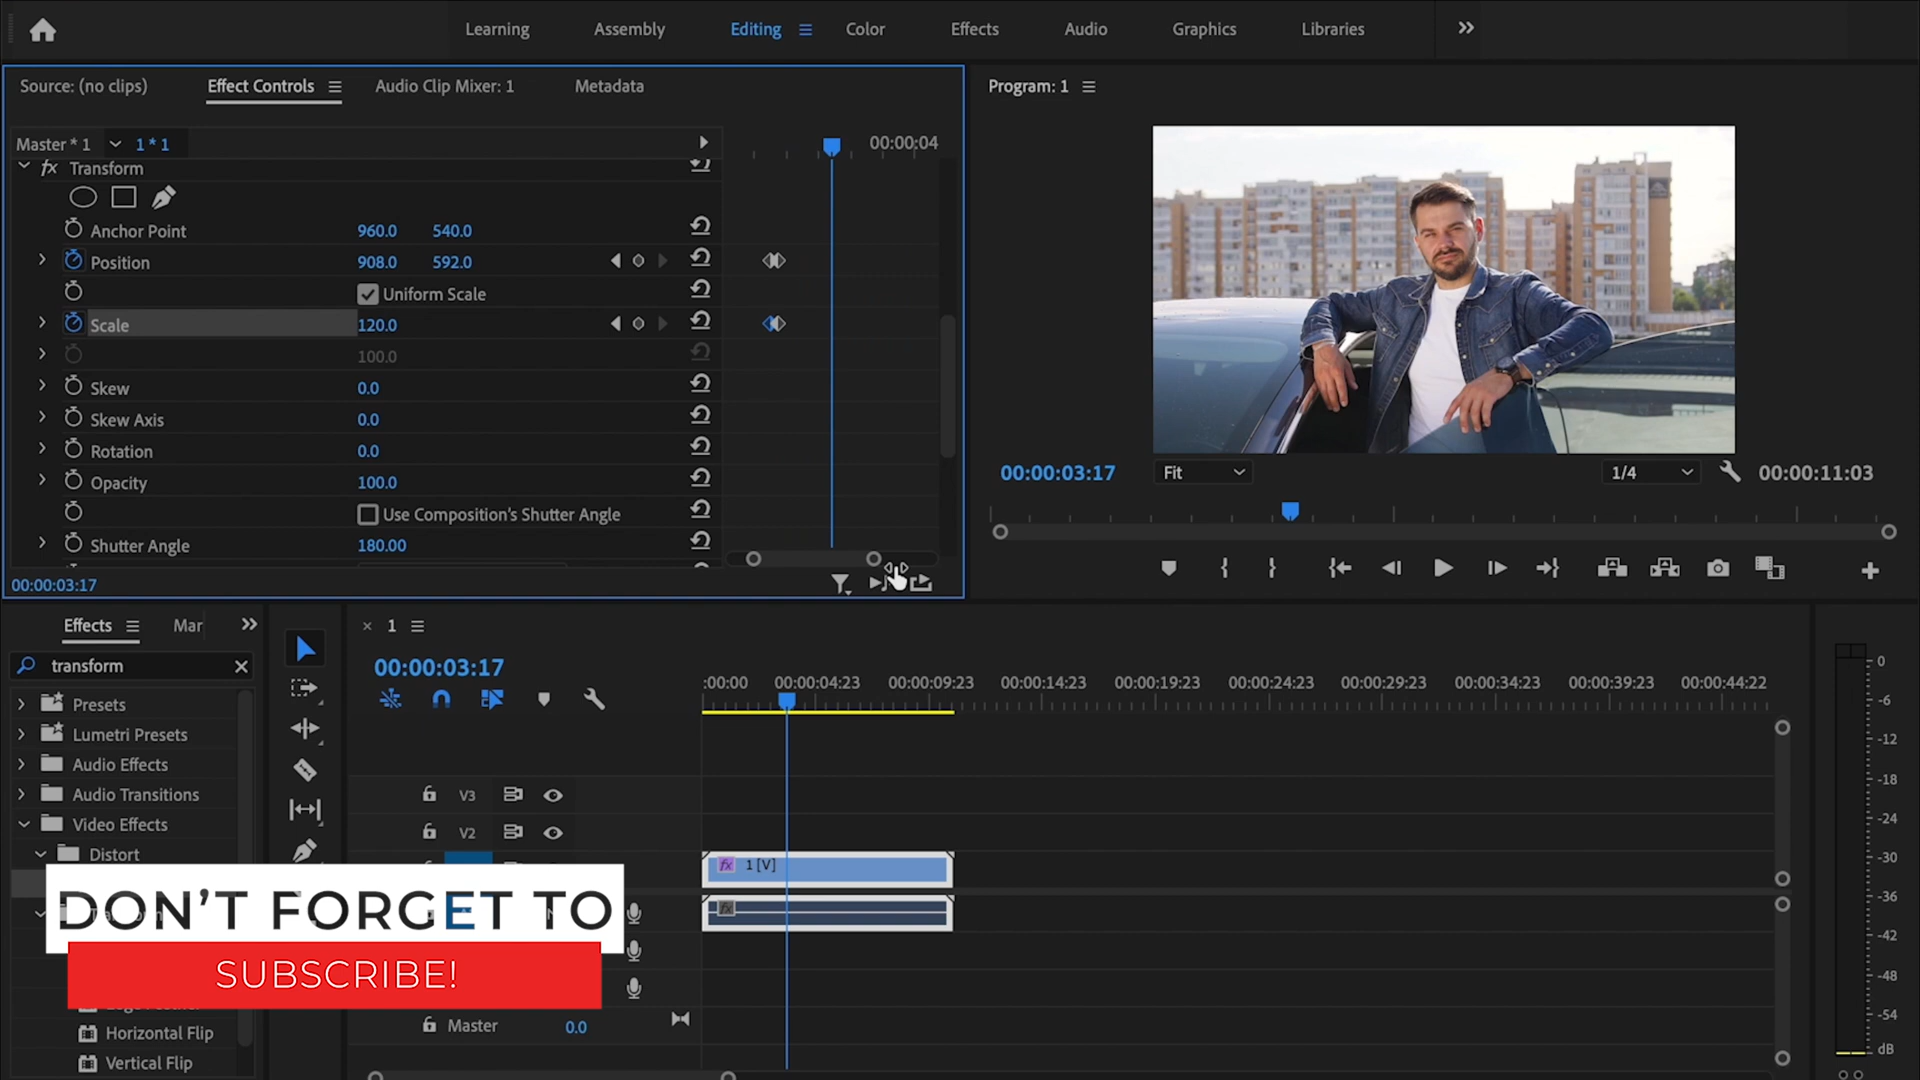 Learning Assembly Editing Color Effects Audio Graphics Libraries
Source: (no clips) Effect Controls Audio Clip Mixer: 1 Metadata
Program: 1
Master * 1 1 * 1
00:00:04
fx Transform
Anchor Point 960.0 540.0
Position 908.0 592.0
Uniform Scale
Scale 120.0
100.0
Skew 0.0
Skew Axis 0.0
Rotation 0.0
Opacity 100.0
Use Composition's Shutter Angle
Shutter Angle 180.00
00:00:03:17
00:00:03:17 Fit 1/4 00:00:11:03
Effects Mar
transform
Presets
Lumetri Presets
Audio Effects
Audio Transitions
Video Effects
Distort
Horizontal Flip
Vertical Flip
× 1
00:00:03:17
:00:00 00:00:04:23 00:00:09:23 00:00:14:23 00:00:19:23 00:00:24:23 00:00:29:23 00:00:34:23 00:00:39:23 00:00:44:22
V3
V2
fx 1 [V]
fx
Master 0.0
DON'T FORGET TO
SUBSCRIBE!
0
-6
-12
-18
-24
-30
-36
-42
-48
-54
dB